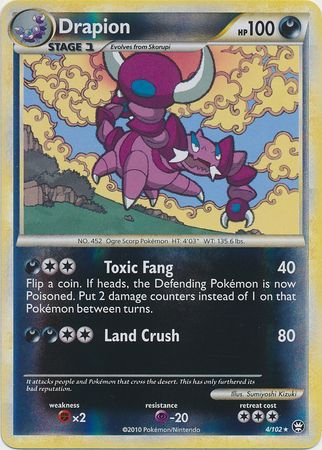 Drapion HP100
STAGE 1 Evolves from Skorupi
NO. 452 Ogre Scorp Pokémon HT: 4'03" WT: 135.6 lbs.
Toxic Fang 40
Flip a coin. If heads, the Defending Pokémon is now
Poisoned. Put 2 damage counters instead of 1 on that
Pokémon between turns.
Land Crush 80
It attacks people and Pokémon that cross the desert. This has only furthered its
bad reputation.
Illus. Sumiyoshi Kizuki
weakness resistance retreat cost
×2 -20
©2010 Pokémon/Nintendo 4/102 ★